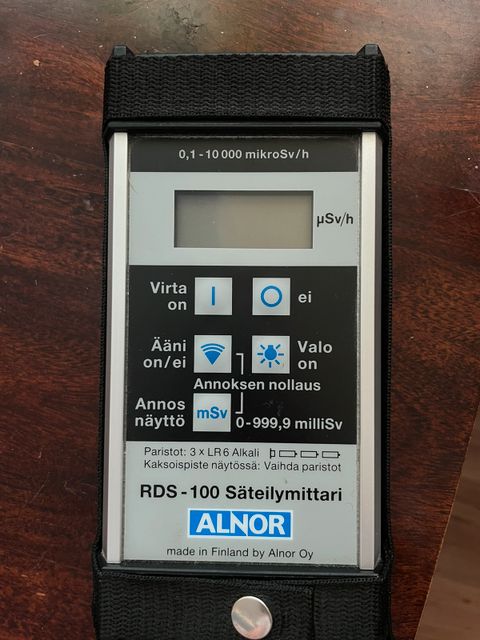 0,1 - 10 000 mikroSv/h
µSv/h
Virta on
ei
Ääni on/ei
Valo on
Annoksen nollaus
Annos näyttö
mSv
0-999,9 milliSv
Paristot: 3 x LR6 Alkali
Kaksoispiste näytössä: Vaihda paristot
RDS - 100 Säteilymittari
ALNOR
made in Finland by Alnor Oy